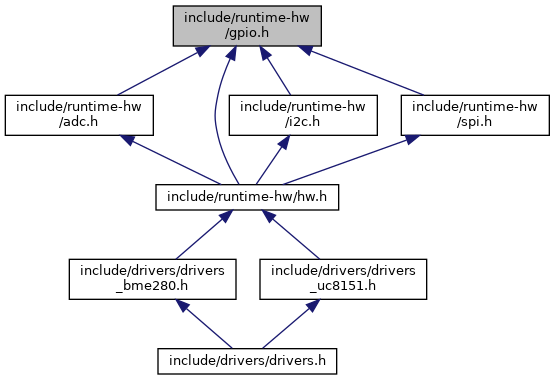 include/runtime-hw
/gpio.h
include/runtime-hw
/adc.h
include/runtime-hw
/i2c.h
include/runtime-hw
/spi.h
include/runtime-hw/hw.h
include/drivers/drivers
_bme280.h
include/drivers/drivers
_uc8151.h
include/drivers/drivers.h